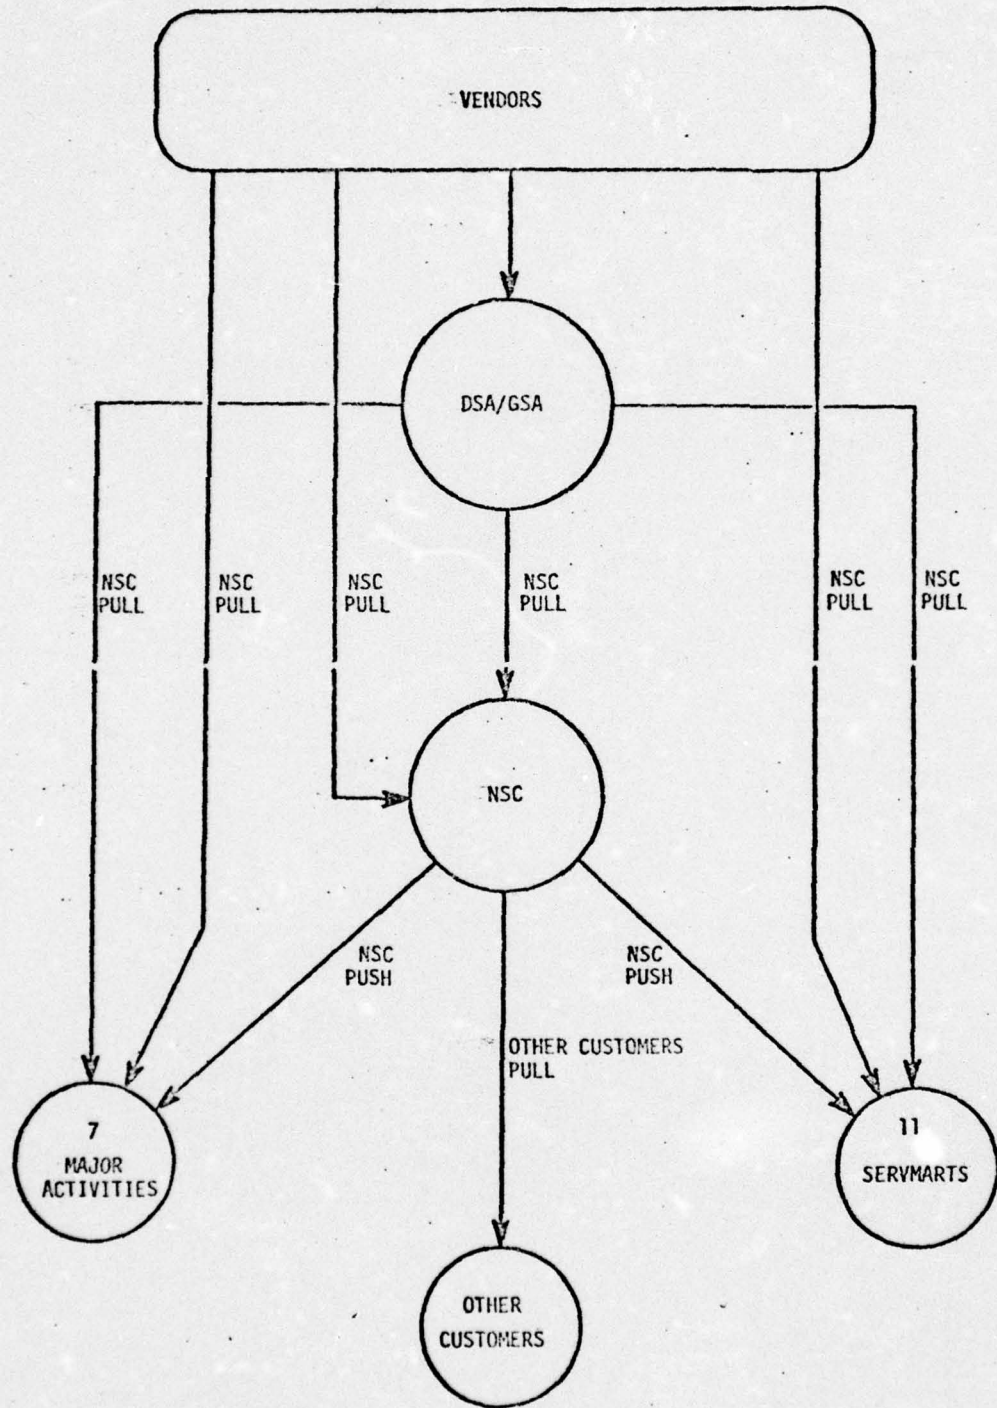 VENDORS
DSA/GSA
NSC
PULL
NSC
PULL
NSC
PULL
NSC
PULL
NSC
PULL
NSC
PULL
NSC
NSC
PUSH
NSC
PUSH
OTHER CUSTOMERS
PULL
7
MAJOR
ACTIVITIES
11
SERVMARTS
OTHER
CUSTOMERS